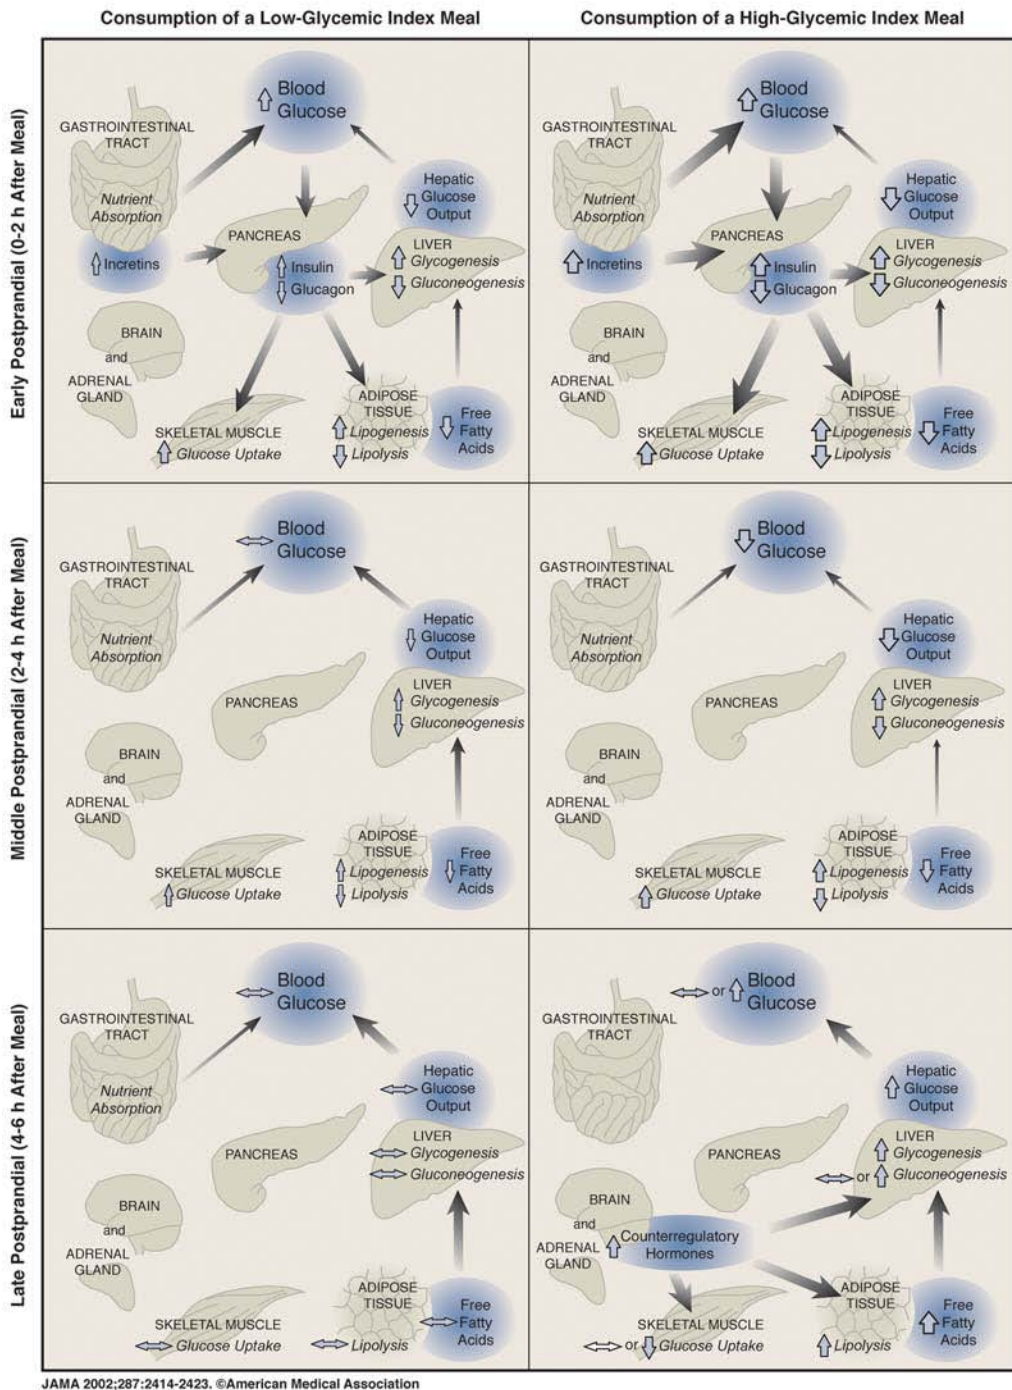 Consumption of a Low-Glycemic Index Meal
Consumption of a High-Glycemic Index Meal
Early Postprandial (0-2 h After Meal)
Blood
Glucose
GASTROINTESTINAL
TRACT
Nutrient
Absorption
Hepatic
Glucose
Output
PANCREAS
Incretins
Insulin
Glucagon
LIVER
Glycogenesis
Gluconeogenesis
BRAIN
and
ADRENAL
GLAND
SKELETAL MUSCLE
Glucose Uptake
ADIPOSE
TISSUE
Lipogenesis
Lipolysis
Free
Fatty
Acids
Blood
Glucose
GASTROINTESTINAL
TRACT
Nutrient
Absorption
Hepatic
Glucose
Output
PANCREAS
Incretins
Insulin
Glucagon
LIVER
Glycogenesis
Gluconeogenesis
BRAIN
and
ADRENAL
GLAND
SKELETAL MUSCLE
Glucose Uptake
ADIPOSE
TISSUE
Lipogenesis
Lipolysis
Free
Fatty
Acids
Middle Postprandial (2-4 h After Meal)
Blood
Glucose
GASTROINTESTINAL
TRACT
Nutrient
Absorption
Hepatic
Glucose
Output
PANCREAS
LIVER
Glycogenesis
Gluconeogenesis
BRAIN
and
ADRENAL
GLAND
SKELETAL MUSCLE
Glucose Uptake
ADIPOSE
TISSUE
Lipogenesis
Lipolysis
Free
Fatty
Acids
Blood
Glucose
GASTROINTESTINAL
TRACT
Nutrient
Absorption
Hepatic
Glucose
Output
PANCREAS
LIVER
Glycogenesis
Gluconeogenesis
BRAIN
and
ADRENAL
GLAND
SKELETAL MUSCLE
Glucose Uptake
ADIPOSE
TISSUE
Lipogenesis
Lipolysis
Free
Fatty
Acids
Late Postprandial (4-6 h After Meal)
Blood
Glucose
GASTROINTESTINAL
TRACT
Nutrient
Absorption
Hepatic
Glucose
Output
PANCREAS
LIVER
Glycogenesis
Gluconeogenesis
BRAIN
and
ADRENAL
GLAND
SKELETAL MUSCLE
Glucose Uptake
ADIPOSE
TISSUE
Lipolysis
Free
Fatty
Acids
or Blood
Glucose
GASTROINTESTINAL
TRACT
Hepatic
Glucose
Output
PANCREAS
LIVER
Glycogenesis
or Gluconeogenesis
BRAIN
and
ADRENAL
GLAND
Counterregulatory
Hormones
SKELETAL MUSCLE
or Glucose Uptake
ADIPOSE
TISSUE
Lipolysis
Free
Fatty
Acids
JAMA 2002;287:2414-2423. ©American Medical Association